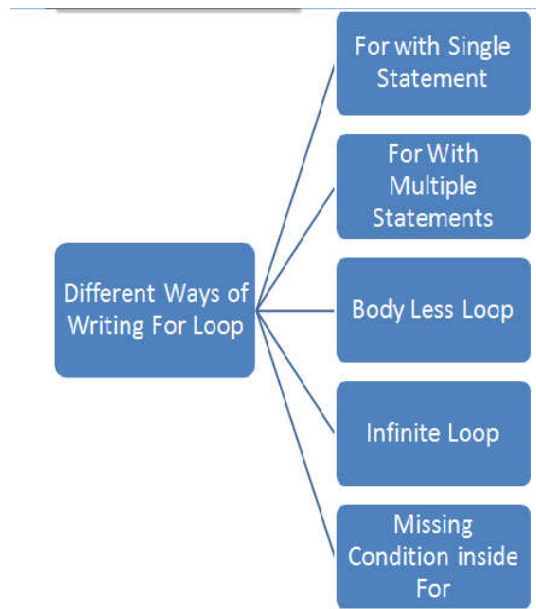 For with Single
Statement
For With
Multiple
Statements
Different Ways of
Writing For Loop
Body Less Loop
Infinite Loop
Missing
Condition inside
For